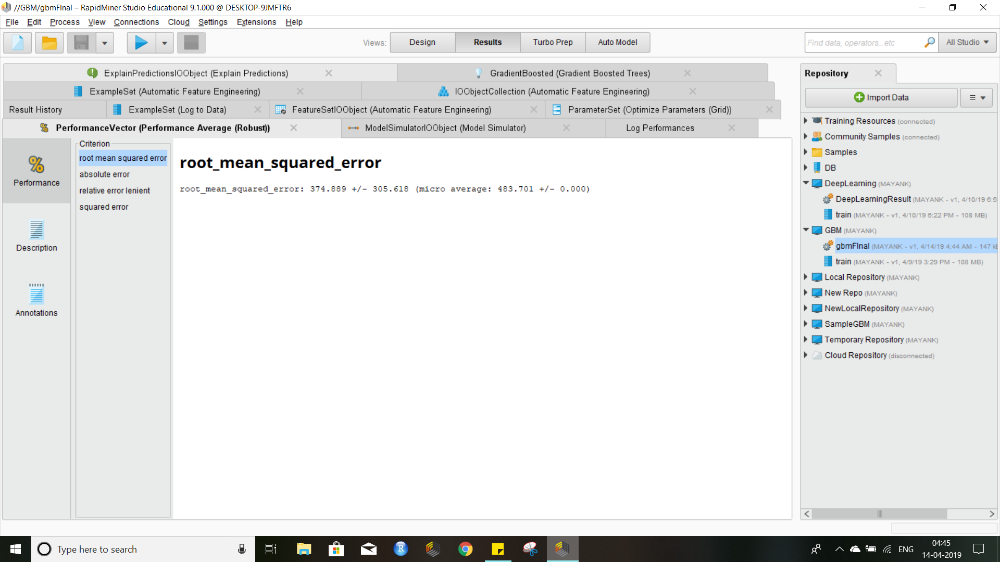 //GBM/gbmFInal – RapidMiner Studio Educational 9.1.000 @ DESKTOP-9JMFTR6
File Edit Process View Connections Cloud Settings Extensions Help
Views: Design Results Turbo Prep Auto Model
Find data, operators...etc All Studio
ExplainPredictionsIOObject (Explain Predictions) GradientBoosted (Gradient Boosted Trees)
ExampleSet (Automatic Feature Engineering) IOObjectCollection (Automatic Feature Engineering)
Result History ExampleSet (Log to Data) FeatureSetIOObject (Automatic Feature Engineering) ParameterSet (Optimize Parameters (Grid))
PerformanceVector (Performance Average (Robust)) ModelSimulatorIOObject (Model Simulator) Log Performances
Performance
Description
Annotations
Criterion
root mean squared error
absolute error
relative error lenient
squared error
root_mean_squared_error
root_mean_squared_error: 374.889 +/- 305.618 (micro average: 483.701 +/- 0.000)
Repository
Import Data
Training Resources (connected)
Community Samples (connected)
Samples
DB
DeepLearning (MAYANK)
DeepLearningResult (MAYANK - v1, 4/10/19 6:5
train (MAYANK - v1, 4/10/19 6:22 PM - 108 MB)
GBM (MAYANK)
gbmFInal (MAYANK - v1, 4/14/19 4:44 AM - 147 kB
train (MAYANK - v1, 4/9/19 3:29 PM - 108 MB)
Local Repository (MAYANK)
New Repo (MAYANK)
NewLocalRepository (MAYANK)
SampleGBM (MAYANK)
Temporary Repository (MAYANK)
Cloud Repository (disconnected)
Type here to search
R
ENG
04:45
14-04-2019